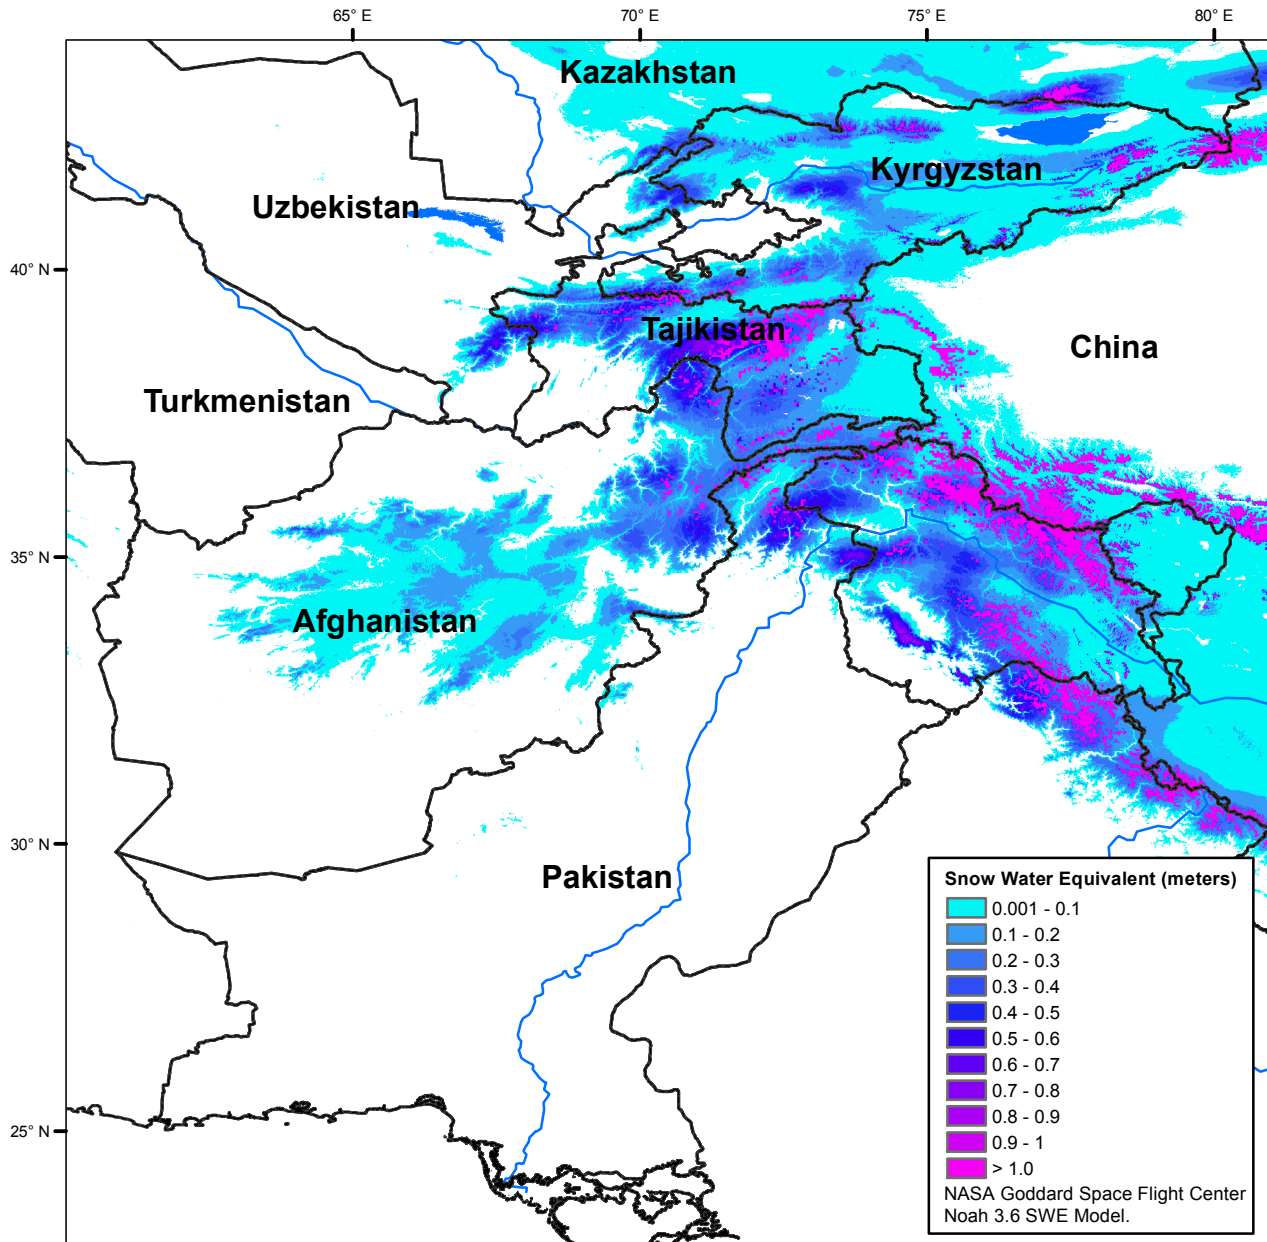 65° E
70° E
75° E
80° E
Kazakhstan
Kyrgyzstan
Uzbekistan
40° N
Tajikistan
China
Turkmenistan
35° N
Afghanistan
30° N
Pakistan
25° N
Snow Water Equivalent (meters)
0.001 - 0.1
0.1 - 0.2
0.2 - 0.3
0.3 - 0.4
0.4 - 0.5
0.5 - 0.6
0.6 - 0.7
0.7 - 0.8
0.8 - 0.9
0.9 - 1
> 1.0
NASA Goddard Space Flight Center
Noah 3.6 SWE Model.